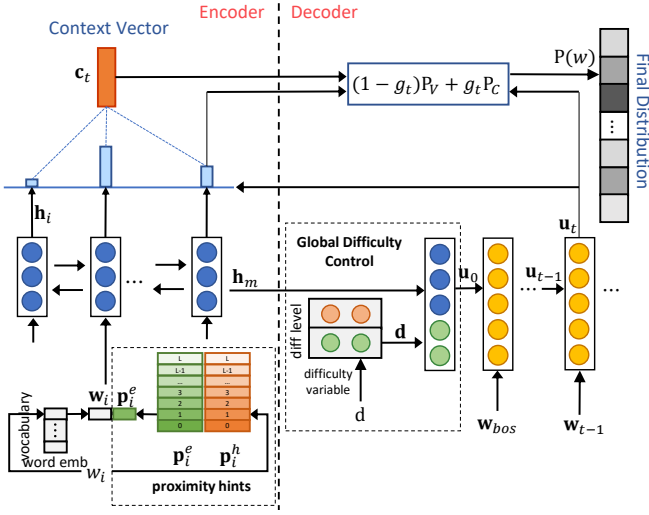 Encoder
Decoder
Context Vector
c_t
(1 - g_t)P_V + g_t P_C
P(w)
Final Distribution
...
h_i
...
h_m
Global Difficulty
Control
diff level
difficulty
variable
d
d
u_0
...
u_{t-1}
u_t
...
w_{bos}
w_{t-1}
vocabulary
...
word emb
w_i
w_i
p_i^e
L
L-1
...
3
2
1
0
L
L-1
...
3
2
1
0
p_i^e
p_i^h
proximity hints